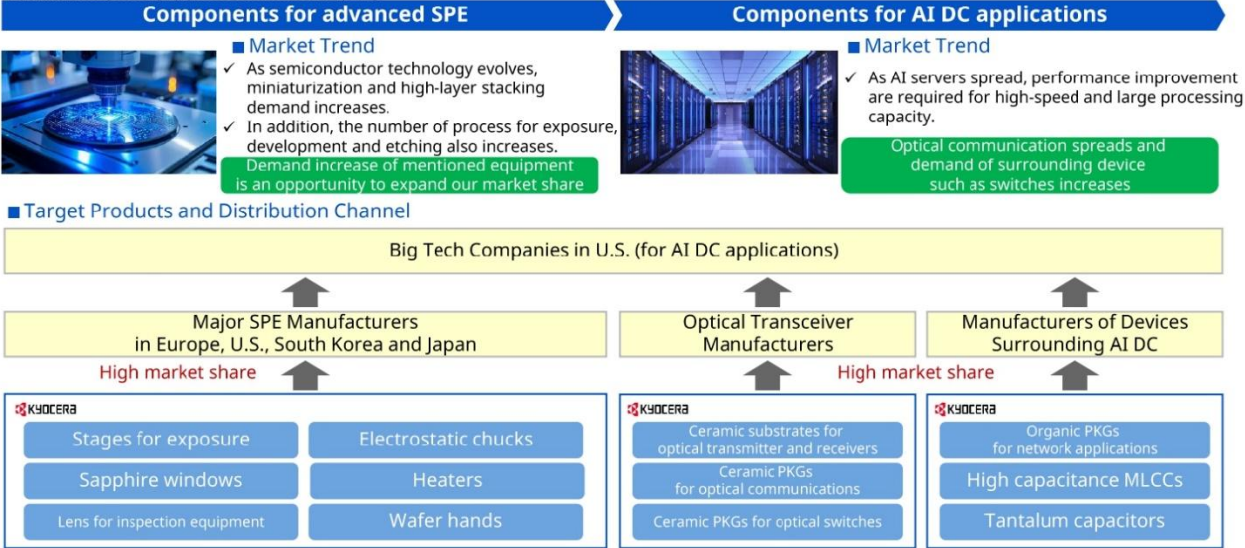 Components for advanced SPE
■ Market Trend
✓ As semiconductor technology evolves,
miniaturization and high-layer stacking
demand increases.
✓ In addition, the number of process for exposure,
development and etching also increases.
Demand increase of mentioned equipment
is an opportunity to expand our market share
Components for AI DC applications
■ Market Trend
✓ As AI servers spread, performance improvement
are required for high-speed and large processing
capacity.
Optical communication spreads and
demand of surrounding device
such as switches increases
■ Target Products and Distribution Channel
Big Tech Companies in U.S. (for AI DC applications)
Major SPE Manufacturers
in Europe, U.S., South Korea and Japan
Optical Transceiver
Manufacturers
Manufacturers of Devices
Surrounding AI DC
High market share
High market share
KYOCERA
Stages for exposure
Electrostatic chucks
Sapphire windows
Heaters
Lens for inspection equipment
Wafer hands
KYOCERA
Ceramic substrates for
optical transmitter and receivers
Ceramic PKGs
for optical communications
Ceramic PKGs for optical switches
KYOCERA
Organic PKGs
for network applications
High capacitance MLCCs
Tantalum capacitors